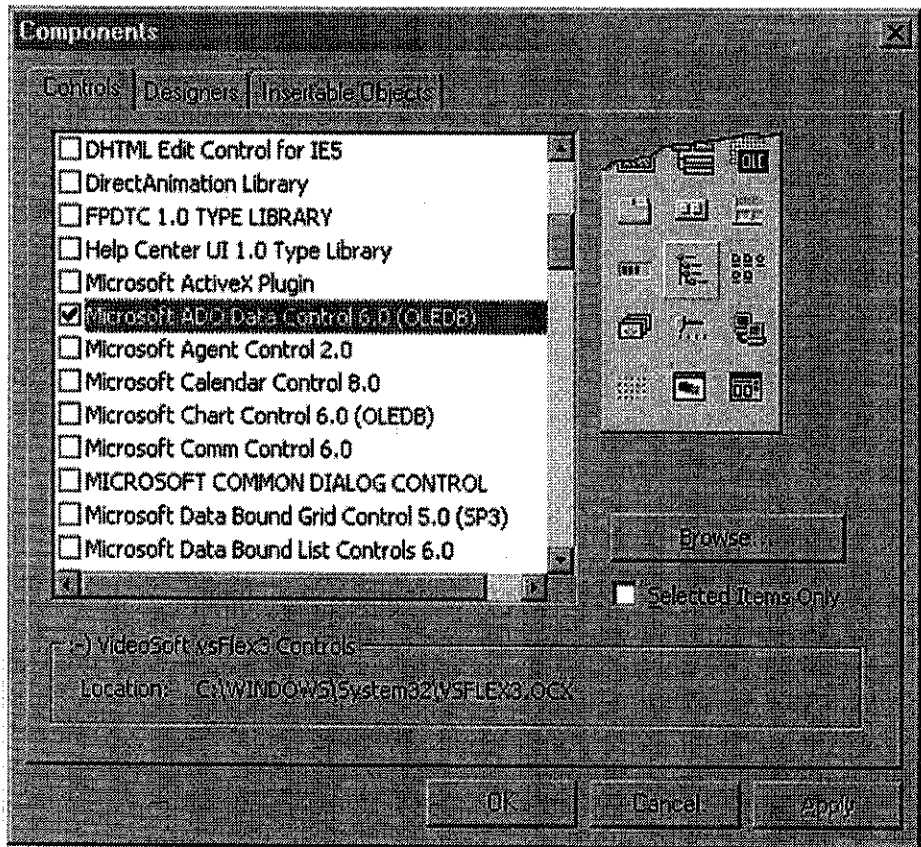 Components
Controls
Designers
Insertable Objects
DHTML Edit Control for IE5
DirectAnimation Library
FPDTC 1.0 TYPE LIBRARY
Help Center UI 1.0 Type Library
Microsoft ActiveX Plugin
Microsoft ADO Data Control 6.0 (OLEDB)
Microsoft Agent Control 2.0
Microsoft Calendar Control 8.0
Microsoft Chart Control 6.0 (OLEDB)
Microsoft Comm Control 6.0
MICROSOFT COMMON DIALOG CONTROL
Microsoft Data Bound Grid Control 5.0 (SP3)
Microsoft Data Bound List Controls 6.0
Browse...
Selected Items Only
:-) VideoSoft vsFlex3 Controls
Location: C:\WINDOWS\System32\VSFLEX3.OCX
OK
Cancel
Apply